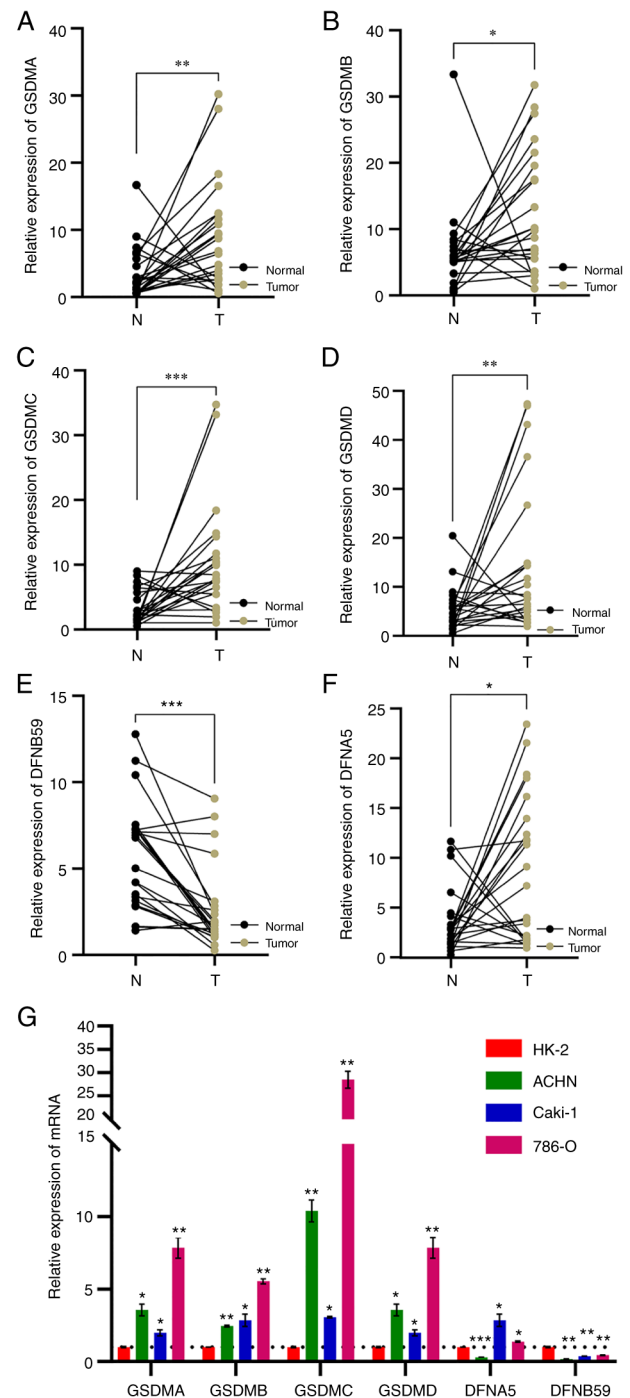 A
Relative expression of GSDMA
40
30
20
10
0
**
N
T
Normal
Tumor
B
Relative expression of GSDMB
40
30
20
10
0
*
N
T
Normal
Tumor
C
Relative expression of GSDMC
40
30
20
10
0
***
N
T
Normal
Tumor
D
Relative expression of GSDMD
50
40
50
20
10
0
**
N
T
Normal
Tumor
E
Relative expression of DFNB59
15
10
5
0
***
N
T
Normal
Tumor
F
Relative expression of DFNA5
25
20
15
10
5
0
*
N
T
Normal
Tumor
G
Relative expression of mRNA
40
35
30
25
20
15
10
5
0
HK-2
ACHN
Caki-1
786-O
* * **
** * **
** * **
* * **
*** * *
** ** **
GSDMA GSDMB GSDMC GSDMD DFNA5 DFNB59